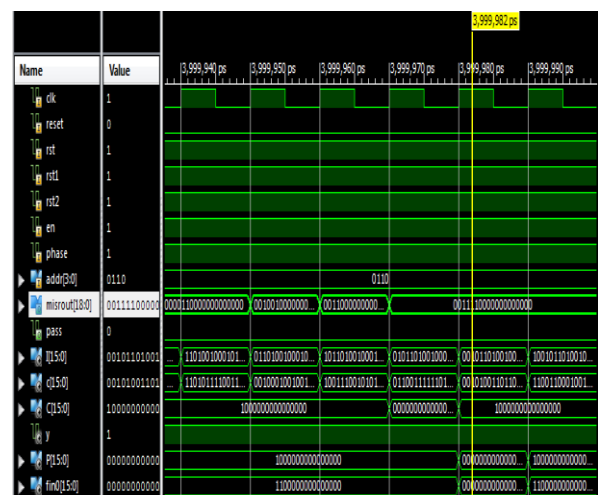 3,999,982 ps
Name Value 3,999,940 ps 3,999,950 ps 3,999,960 ps 3,999,970 ps 3,999,980 ps 3,999,990 ps
clk 1
reset 0
rst 1
rst1 1
rst2 1
en 1
phase 1
addr[3:0] 0110 0110
misrout[18:0] 00111100000 0000110000000000000 0010010000000... 0011000000000... 0011110000000000000
pass 0
I[15:0] 00101101001 1101001000101... 0110100100010... 1011010010001... 0101101001000... 0010110100100... 1001011010010...
c[15:0] 00101001101 1101011110011... 0010001001001... 1001110010101... 0110011111101... 0010100110110... 1100110001001...
C[15:0] 10000000000 1000000000000000 0000000000000... 1000000000000000
y 1
P[15:0] 00000000000 1000000000000000 0000000000000... 1000000000000...
fin0[15:0] 00000000000 1100000000000000 0000000000000... 1100000000000...